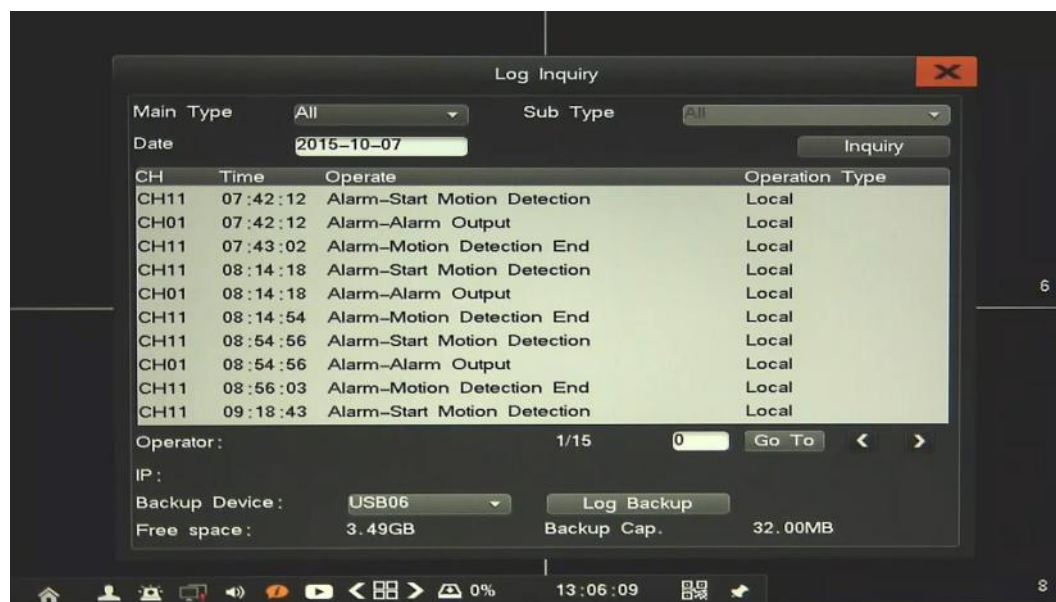 Log Inquiry
Main Type All Sub Type All
Date 2015-10-07 Inquiry
CH Time Operate Operation Type
CH11 07:42:12 Alarm-Start Motion Detection Local
CH01 07:42:12 Alarm-Alarm Output Local
CH11 07:43:02 Alarm-Motion Detection End Local
CH11 08:14:18 Alarm-Start Motion Detection Local
CH01 08:14:18 Alarm-Alarm Output Local
CH11 08:14:54 Alarm-Motion Detection End Local
CH11 08:54:56 Alarm-Start Motion Detection Local
CH01 08:54:56 Alarm-Alarm Output Local
CH11 08:56:03 Alarm-Motion Detection End Local
CH11 09:18:43 Alarm-Start Motion Detection Local
6
Operator: 1/15 0 Go To < >
IP:
Backup Device: USB06 Log Backup
Free space: 3.49GB Backup Cap. 32.00MB
0% 13:06:09
8